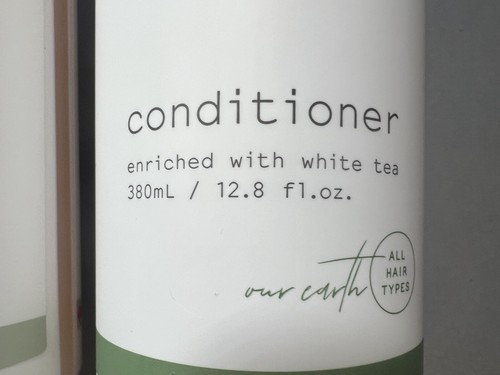 conditioner
enriched with white tea
380mL / 12.8 fl.oz.
our earth
ALL
HAIR
TYPES